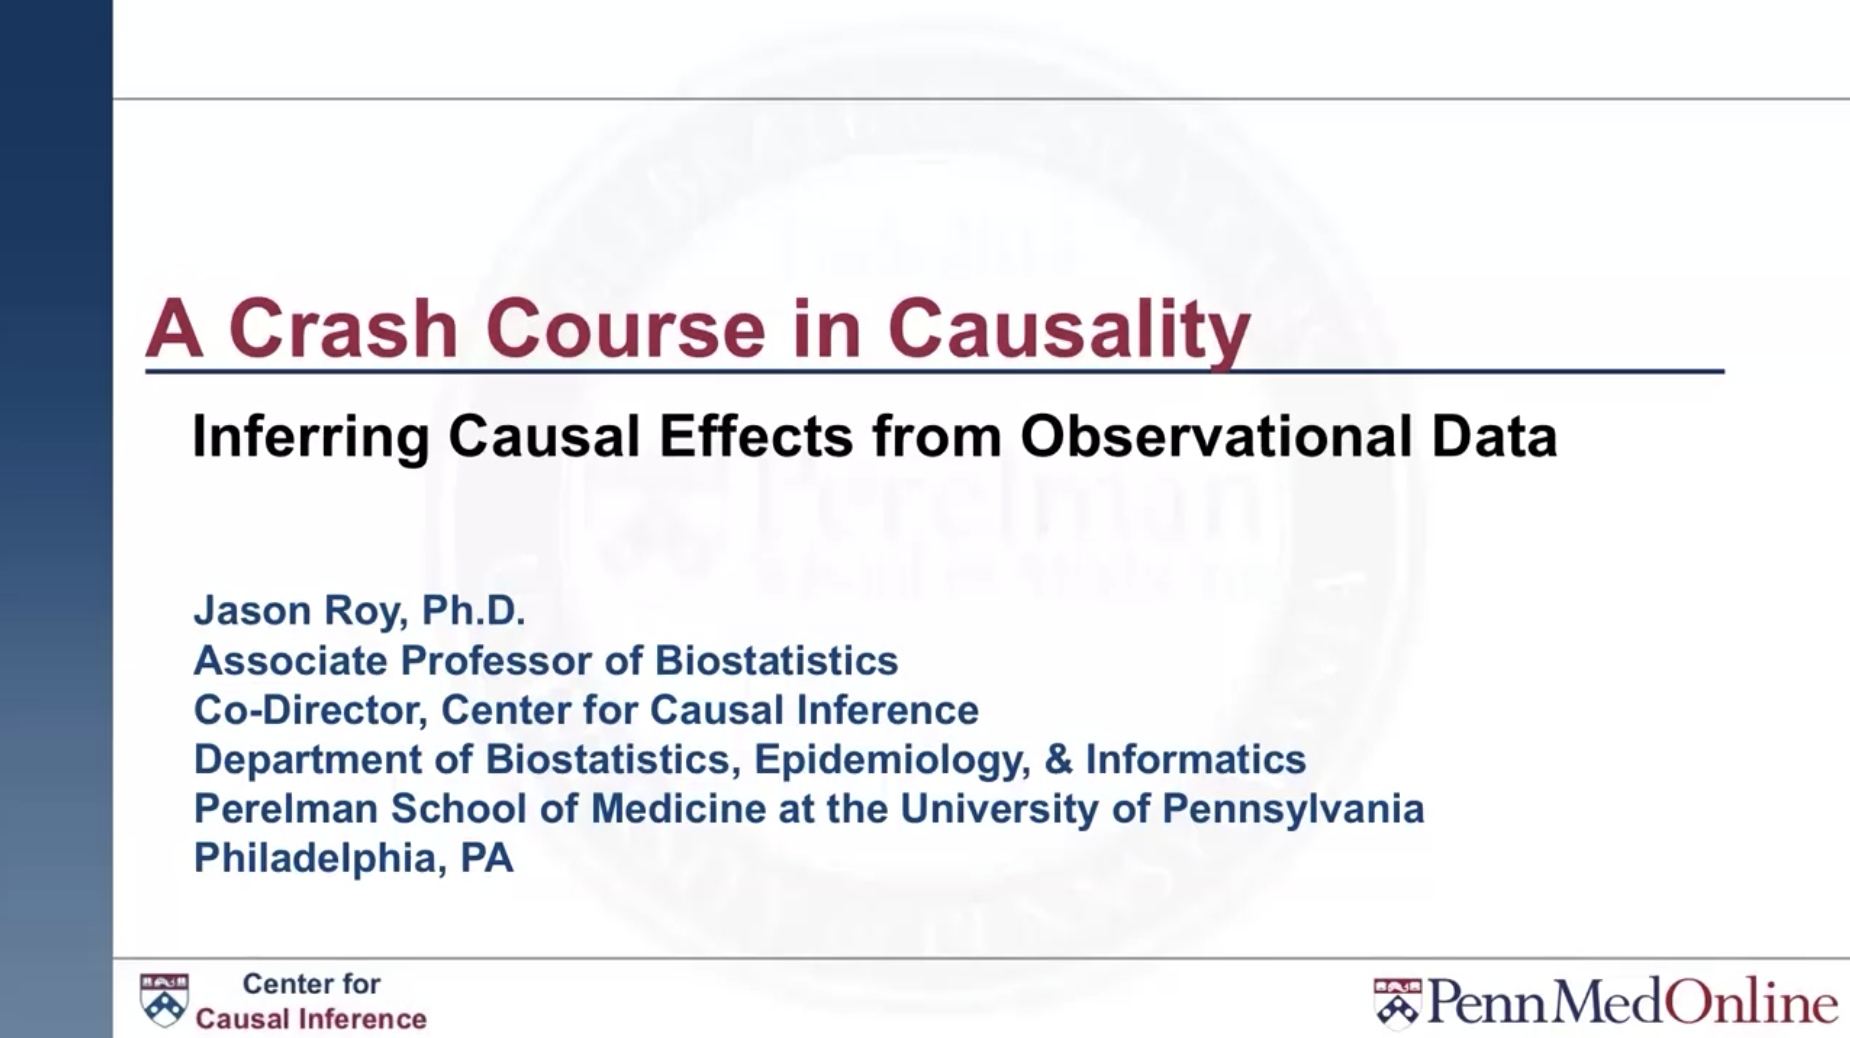 A Crash Course in Causality
Inferring Causal Effects from Observational Data
Jason Roy, Ph.D.
Associate Professor of Biostatistics
Co-Director, Center for Causal Inference
Department of Biostatistics, Epidemiology, & Informatics
Perelman School of Medicine at the University of Pennsylvania
Philadelphia, PA
Center for
Causal Inference
PennMedOnline
Perelman